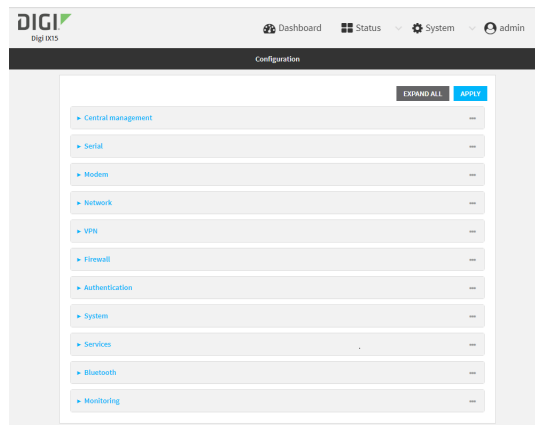 DIGI
Digi IX15
Dashboard Status System admin
Configuration
EXPAND ALL APPLY
Central management
Serial
Modem
Network
VPN
Firewall
Authentication
System
Services
Bluetooth
Monitoring